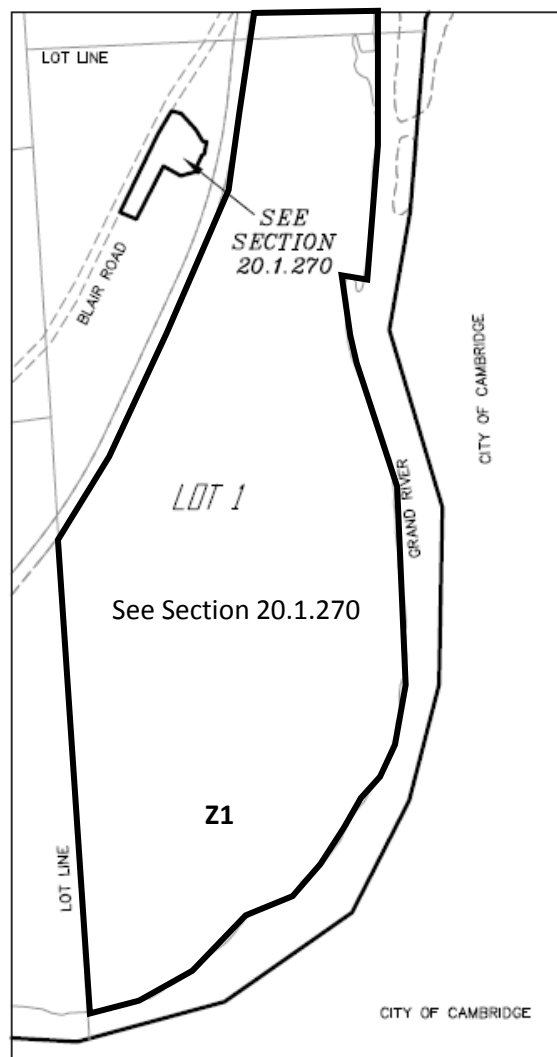 LOT LINE
SEE
SECTION
20.1.270
BLAIR ROAD
CITY OF CAMBRIDGE
LOT 1
GRAND RIVER
See Section 20.1.270
Z1
LOT LINE
CITY OF CAMBRIDGE